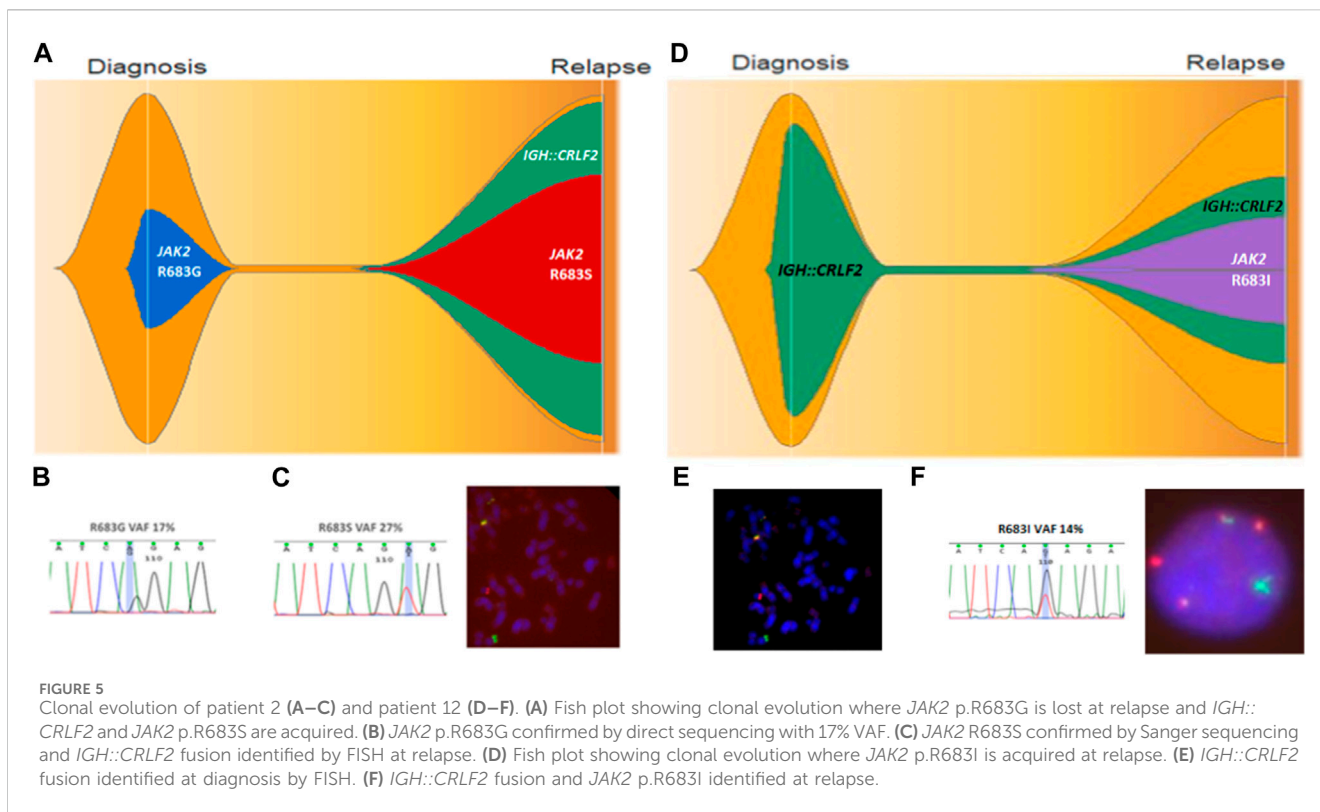 A
Diagnosis
Relapse
IGH::CRLF2
JAK2
R683G
JAK2
R683S
D
Diagnosis
Relapse
IGH::CRLF2
IGH::CRLF2
JAK2
R683I
B
R683G VAF 17%
A T C A G A G
G
110
C
R683S VAF 27%
A T C A G A G
T
110
E
F
R683I VAF 14%
A T C A G A G A
T
110
FIGURE 5
Clonal evolution of patient 2 (A–C) and patient 12 (D–F). (A) Fish plot showing clonal evolution where JAK2 p.R683G is lost at relapse and IGH::
CRLF2 and JAK2 p.R683S are acquired. (B) JAK2 p.R683G confirmed by direct sequencing with 17% VAF. (C) JAK2 R683S confirmed by Sanger sequencing
and IGH::CRLF2 fusion identified by FISH at relapse. (D) Fish plot showing clonal evolution where JAK2 p.R683I is acquired at relapse. (E) IGH::CRLF2
fusion identified at diagnosis by FISH. (F) IGH::CRLF2 fusion and JAK2 p.R683I identified at relapse.